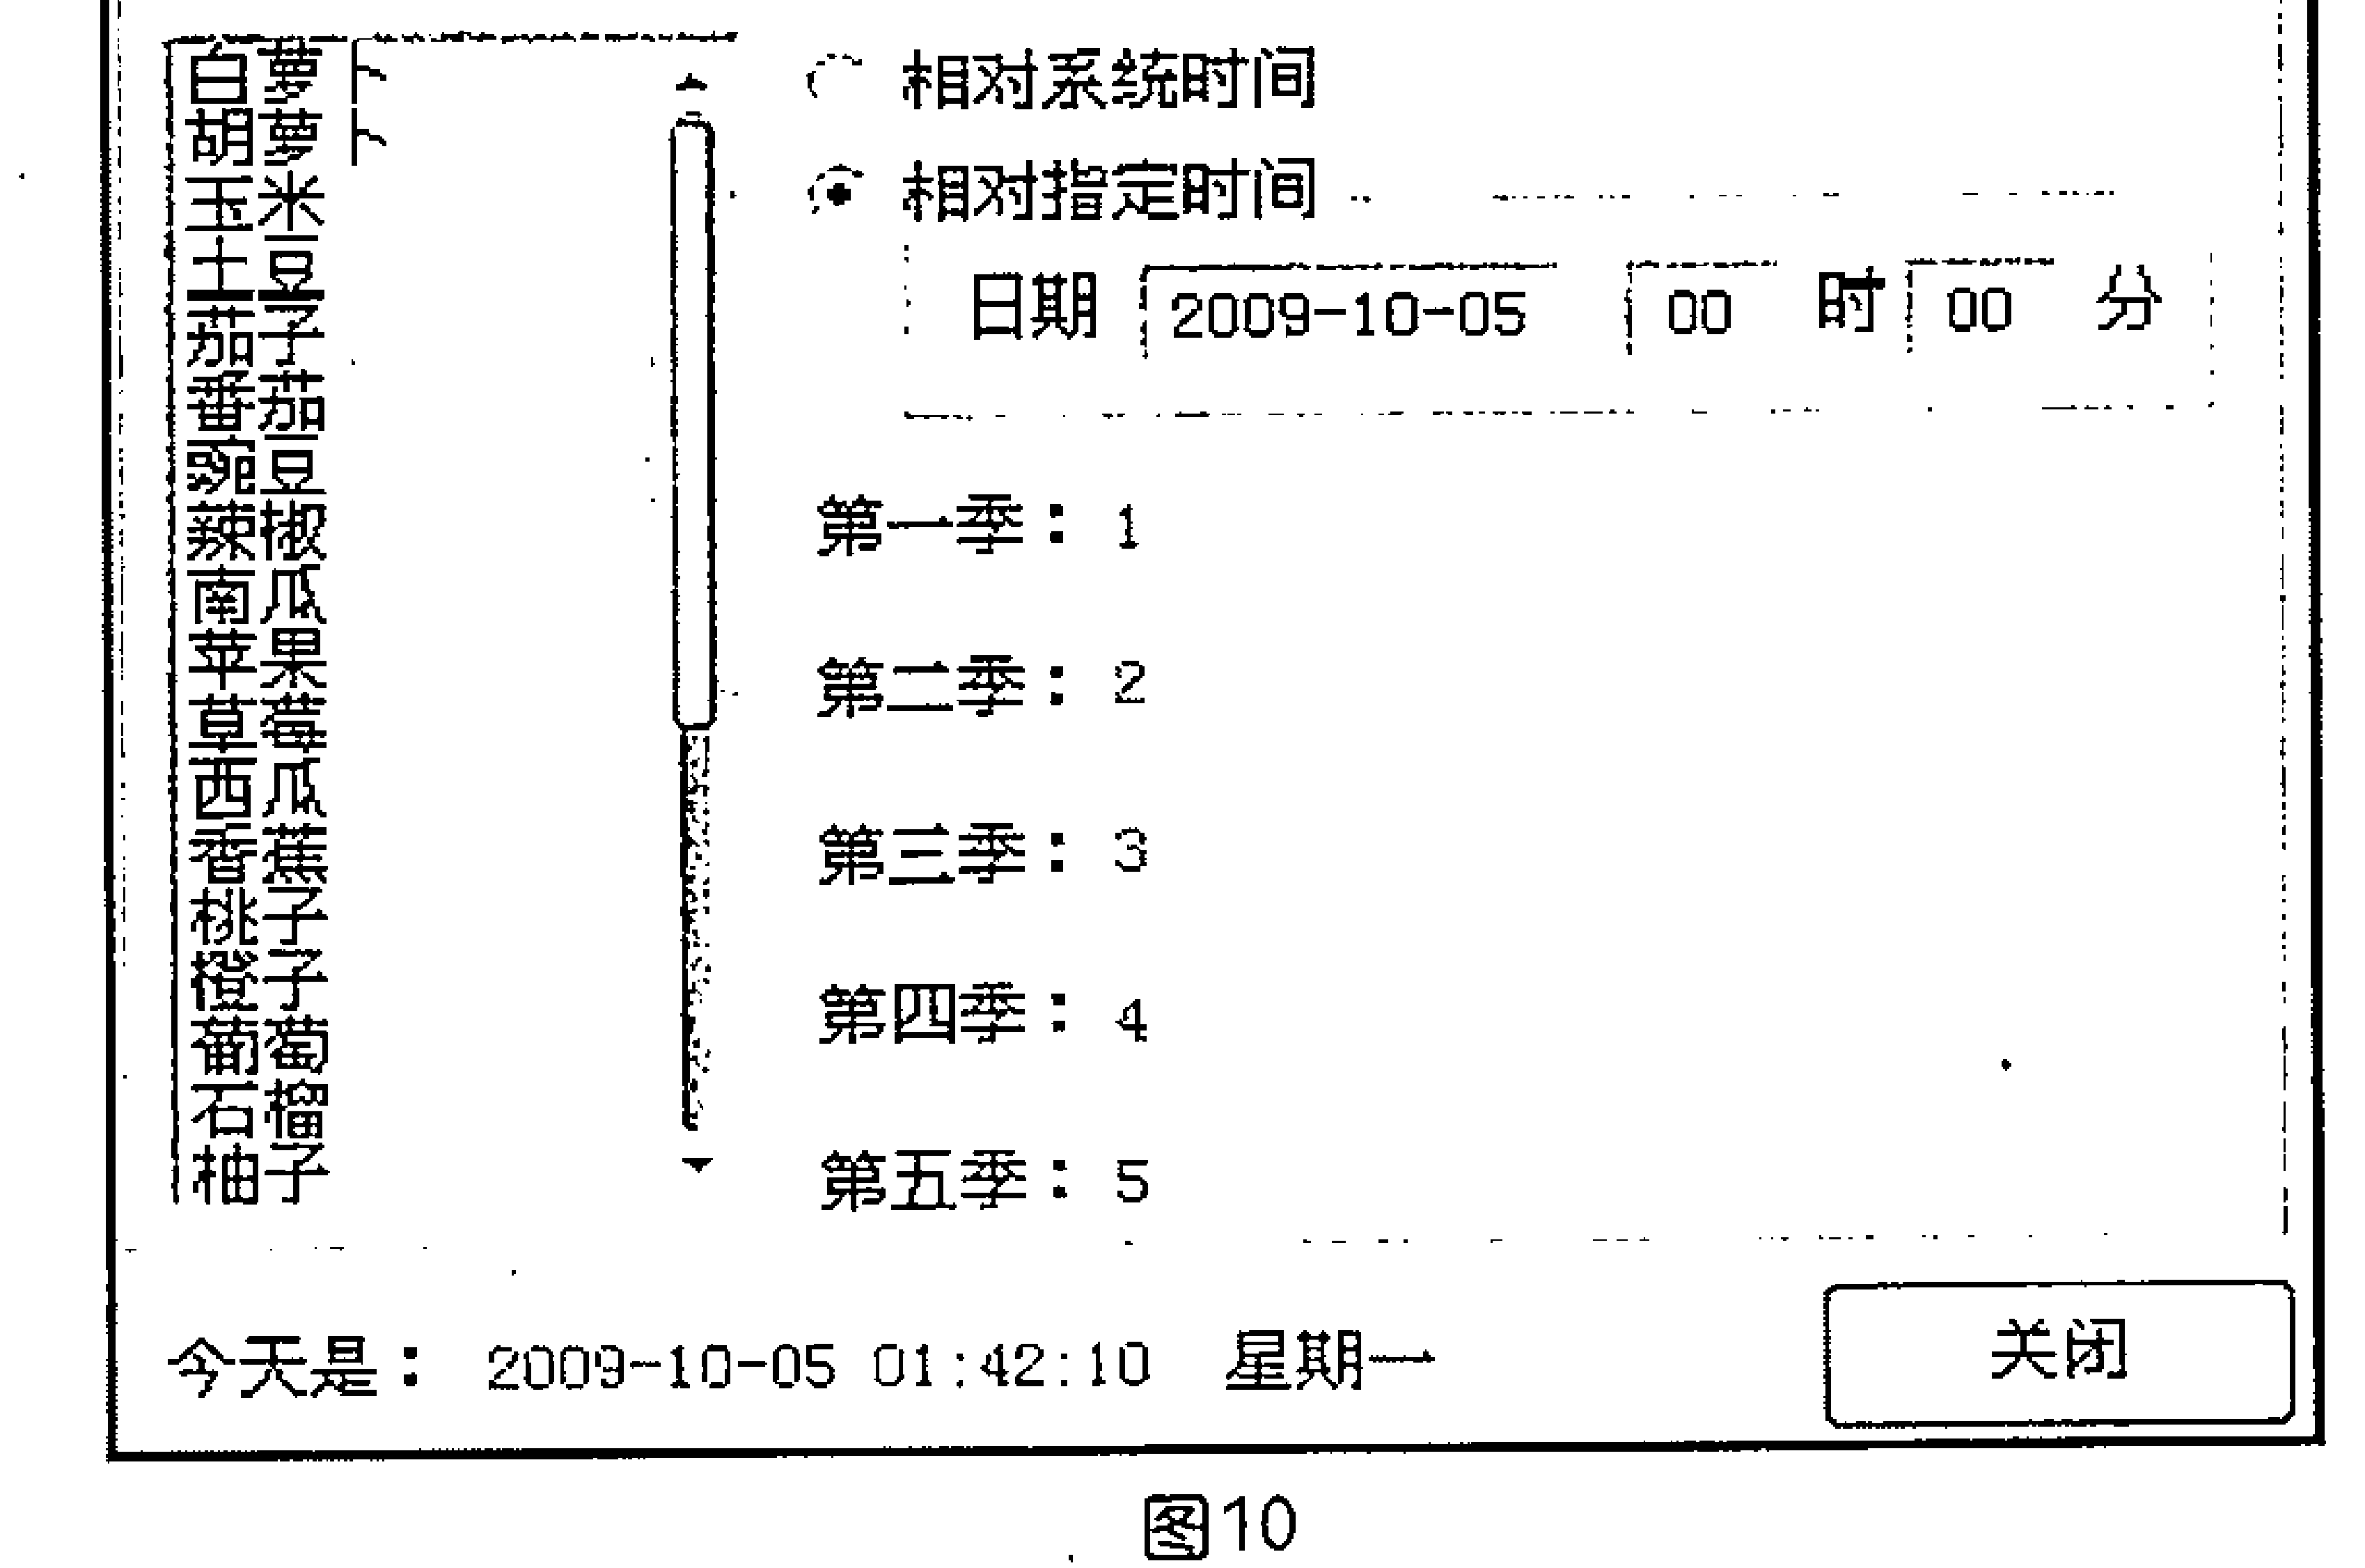 白萝卜
胡萝卜
玉米
土豆
茄子
番茄
豌豆
辣椒
南瓜
苹果
草莓
西瓜
香蕉
桃子
橙子
葡萄
石榴
柚子
相对系统时间
相对指定时间
日期 2009-10-05 00 时 00 分
第一季：1
第二季：2
第三季：3
第四季：4
第五季：5
今天是：2009-10-05 01:42:10 星期一
关闭
图10